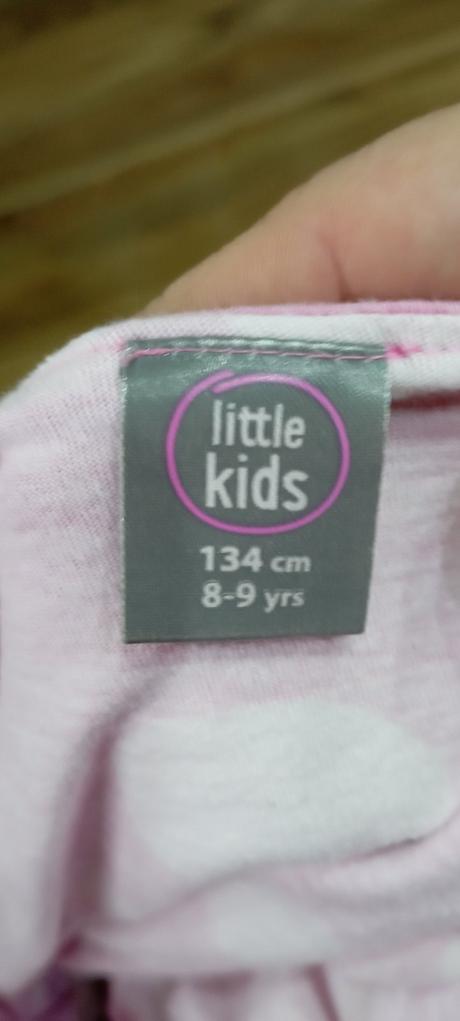 little
kids
134 cm
8-9 yrs